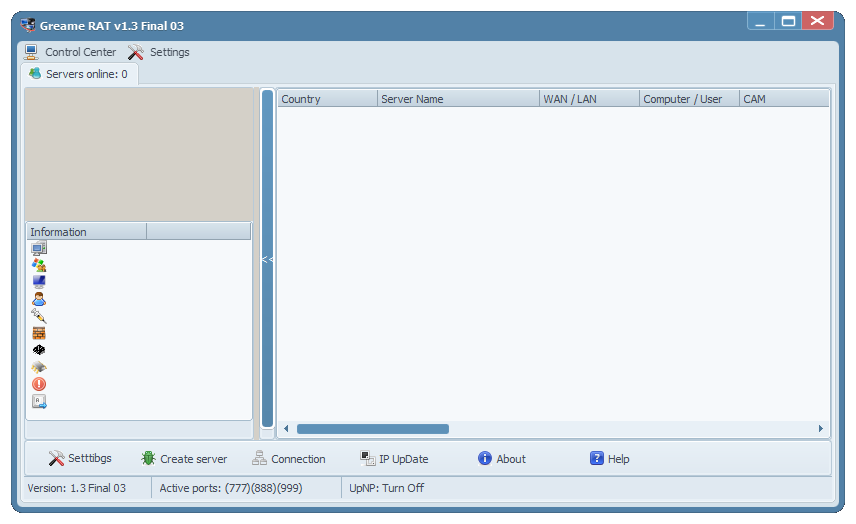 Greame RAT v1.3 Final 03
Control Center Settings
Servers online: 0
Country Server Name WAN / LAN Computer / User CAM
Information
<<
Setttibgs Create server Connection IP UpDate About Help
Version: 1.3 Final 03 Active ports: (777)(888)(999) UpNP: Turn Off